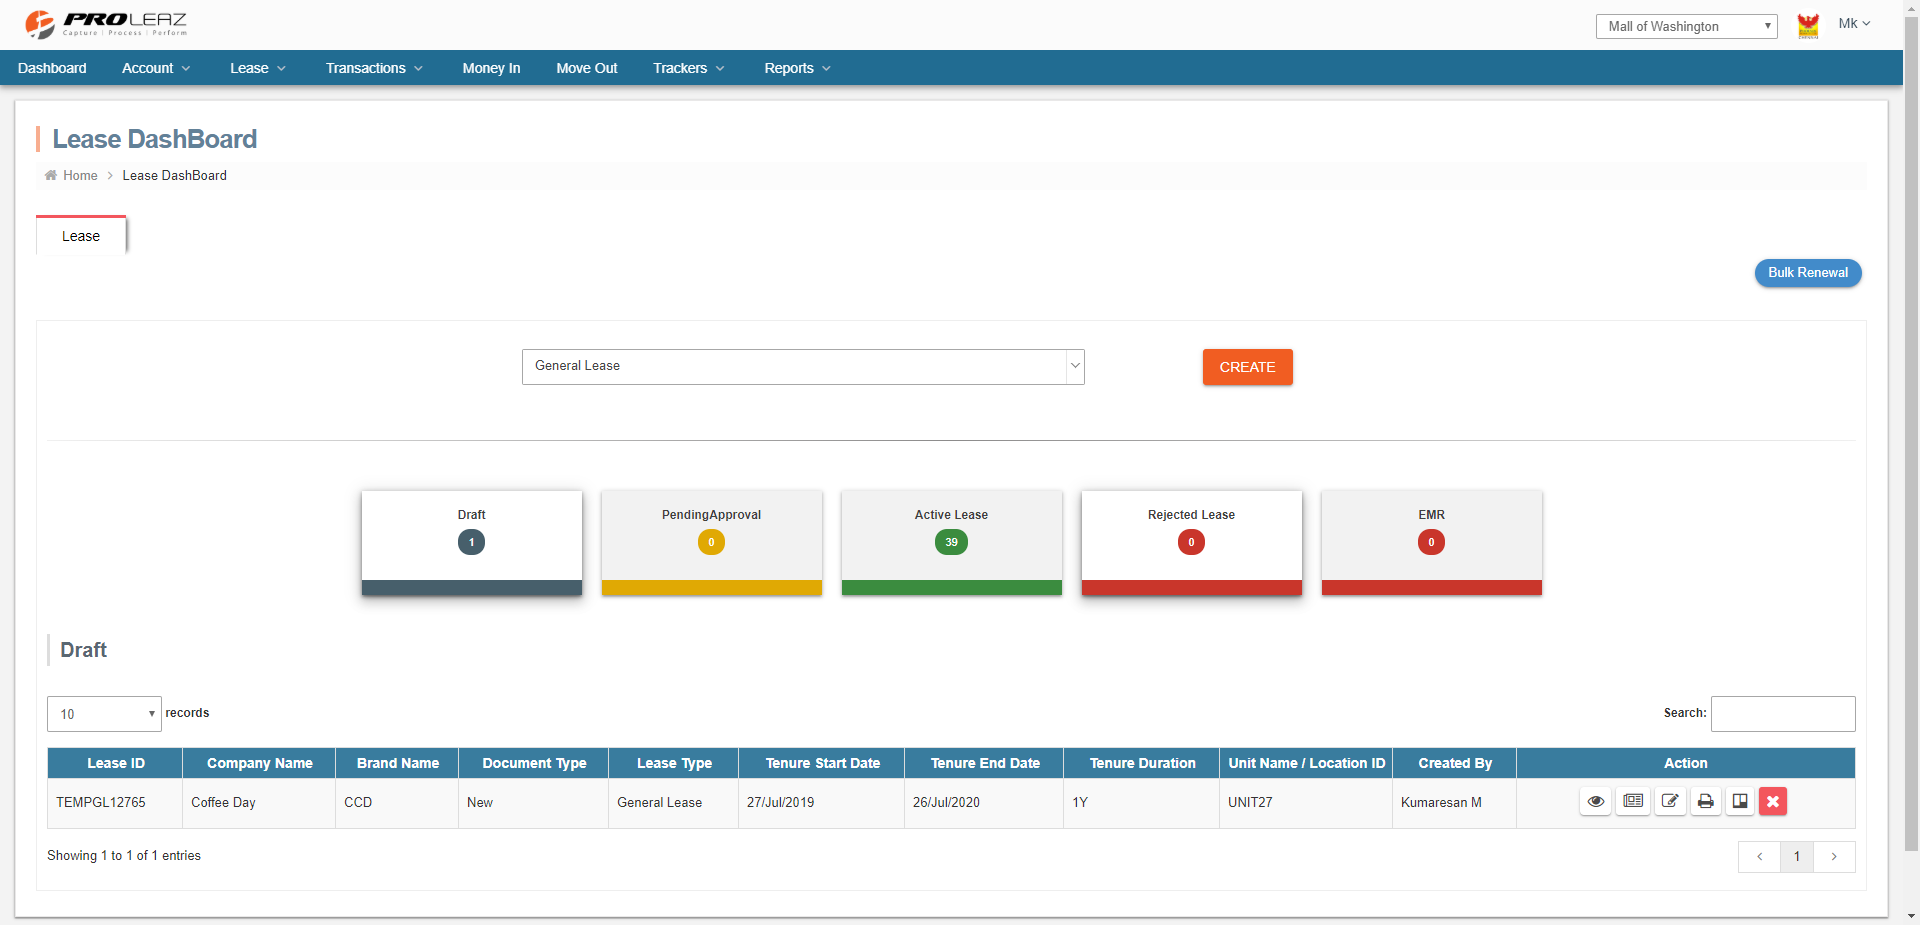 PROLEAZ
Capture | Process | Perform
Mall of Washington
Mk
Dashboard Account Lease Transactions Money In Move Out Trackers Reports
Lease DashBoard
Home > Lease DashBoard
Lease
Bulk Renewal
General Lease
CREATE
Draft PendingApproval Active Lease Rejected Lease EMR
1 0 39 0 0
Draft
10 records Search:
Lease ID Company Name Brand Name Document Type Lease Type Tenure Start Date Tenure End Date Tenure Duration Unit Name / Location ID Created By Action
TEMPGL12765 Coffee Day CCD New General Lease 27/Jul/2019 26/Jul/2020 1Y UNIT27 Kumaresan M
Showing 1 to 1 of 1 entries
< 1 >